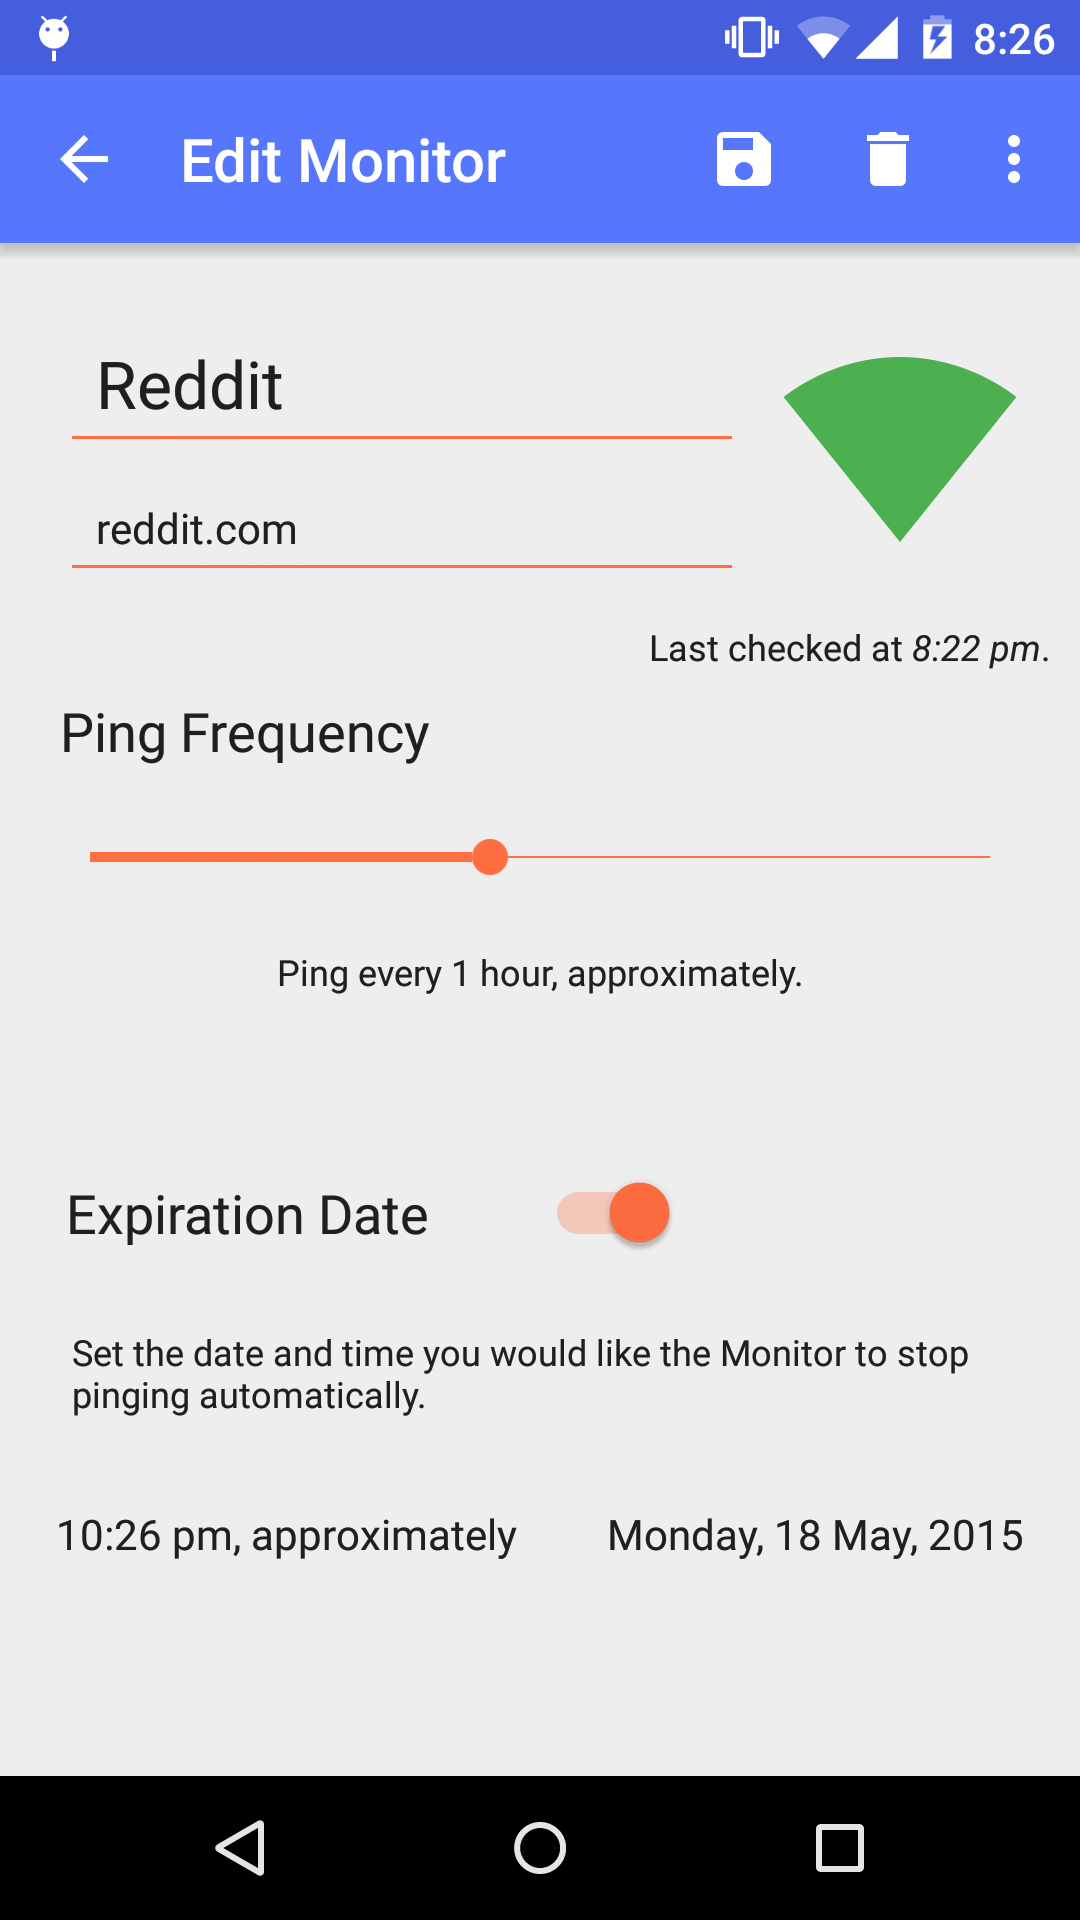 8:26
Edit Monitor
Reddit
reddit.com
Last checked at 8:22 pm.
Ping Frequency
Ping every 1 hour, approximately.
Expiration Date
Set the date and time you would like the Monitor to stop
pinging automatically.
10:26 pm, approximately
Monday, 18 May, 2015